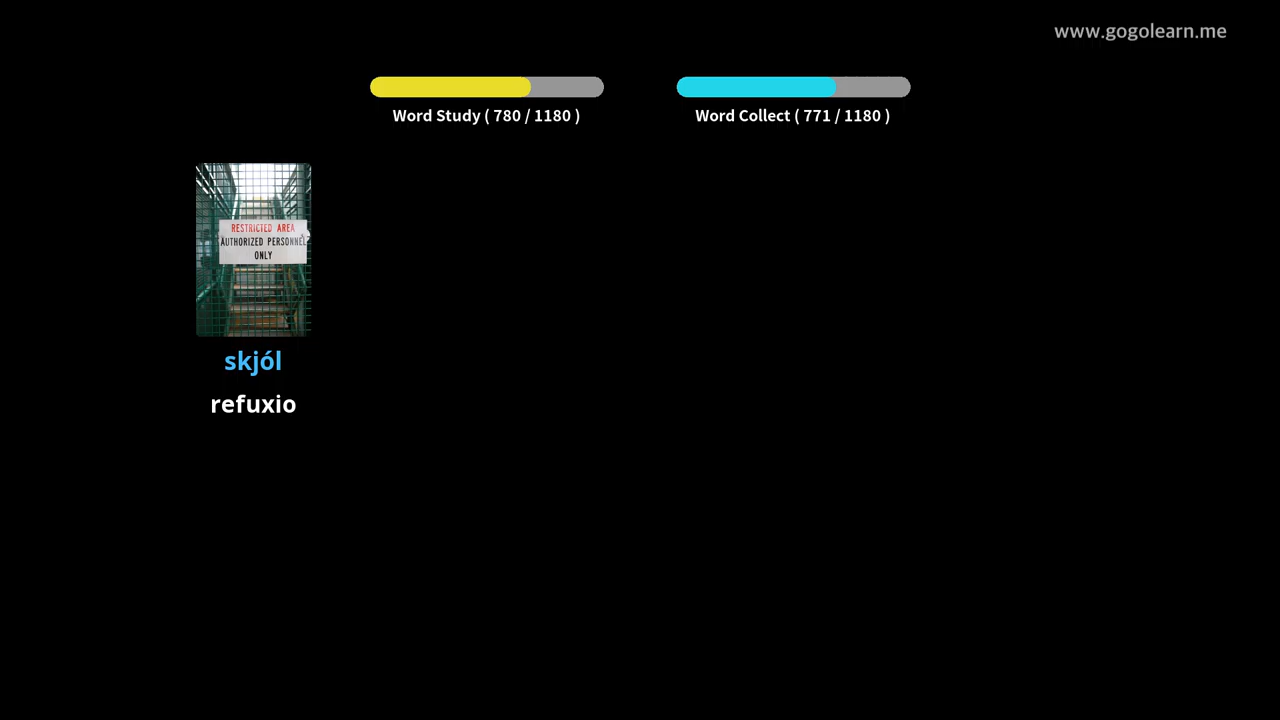 www.gogolearn.me
Word Study ( 780 / 1180 )
Word Collect ( 771 / 1180 )
RESTRICTED AREA
AUTHORIZED PERSONNEL
ONLY
skjól
refuxio